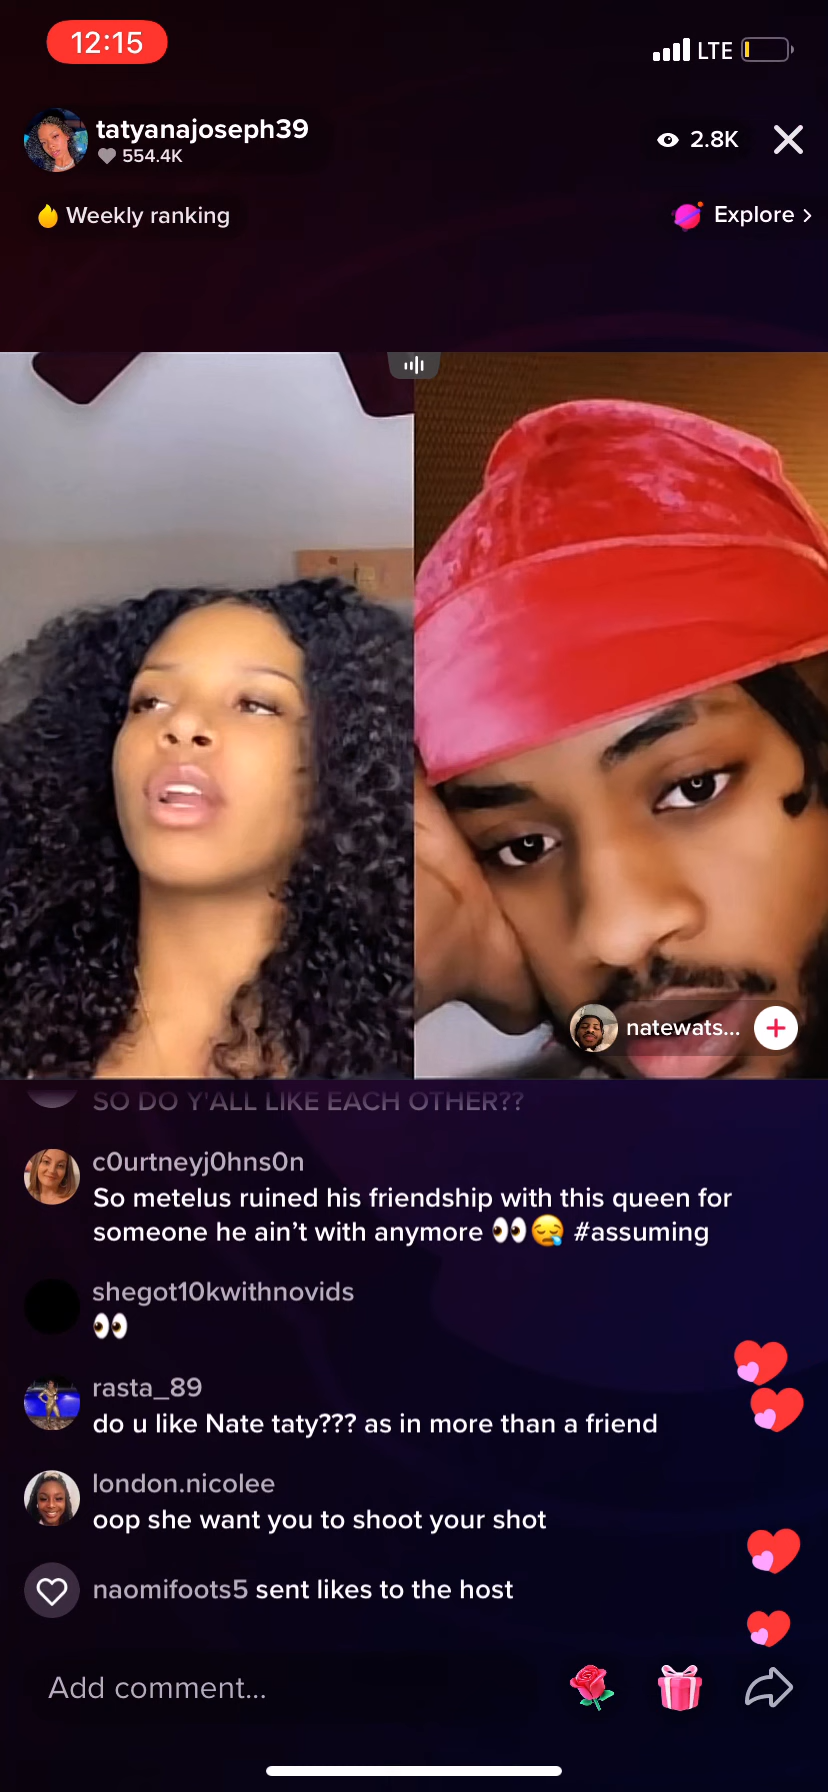 12:15
LTE
tatyanajoseph39
554.4K
2.8K
Weekly ranking
Explore >
natewats...
SO DO Y'ALL LIKE EACH OTHER??
c0urtneyj0hns0n
So metelus ruined his friendship with this queen for
someone he ain’t with anymore 👀😪 #assuming
shegot10kwithnovids
👀
rasta_89
do u like Nate taty??? as in more than a friend
london.nicolee
oop she want you to shoot your shot
naomifoots5 sent likes to the host
Add comment...